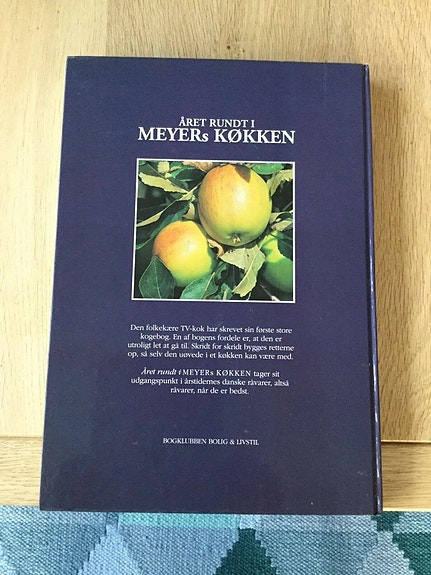 ÅRET RUNDT I
MEYERs KØKKEN
Den folkekære TV-kok har skrevet sin første store
kogebog. En af bogens fordele er, at den er
utroligt let at gå til. Skridt for skridt bygges retterne
op, så selv den uøvede i et køkken kan være med.
Året rundt i MEYERs KØKKEN tager sit
udgangspunkt i årstidernes danske råvarer, altså
råvarer, når de er bedst.
BOGKLUBBEN BOLIG & LIVSTIL